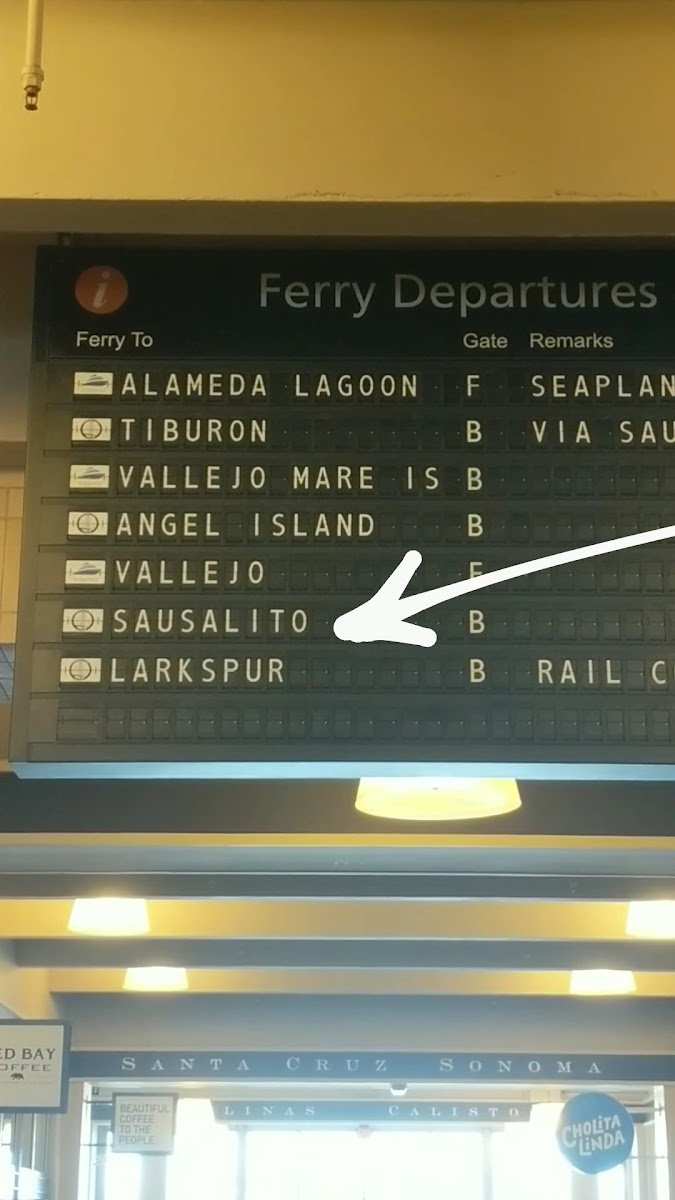 Ferry Departures
Ferry To Gate Remarks
ALAMEDA LAGOON F SEAPLAN
TIBURON B VIA SAU
VALLEJO MARE IS B
ANGEL ISLAND B
VALLEJO
SAUSALITO B
LARKSPUR B RAIL C
SANTA CRUZ SONOMA
LINAS CALISTO
ED BAY
OFFEE
BEAUTIFUL
COFFEE
TO THE
PEOPLE
CHOLITA
LINDA